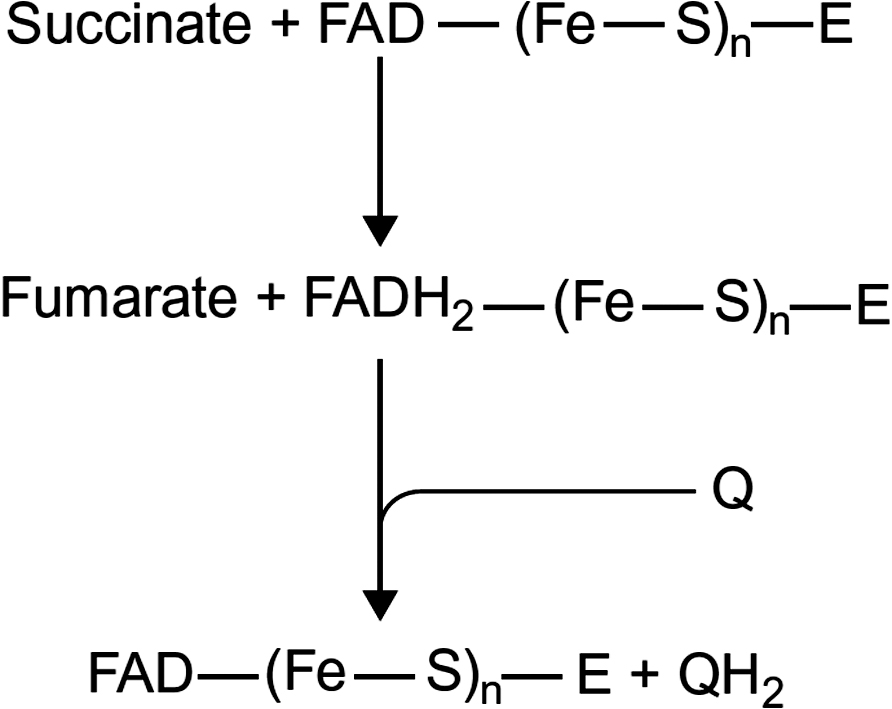 Succinate + FAD — (Fe — S)n — E
Fumarate + FADH2 — (Fe — S)n — E
Q
FAD — (Fe — S)n — E + QH2